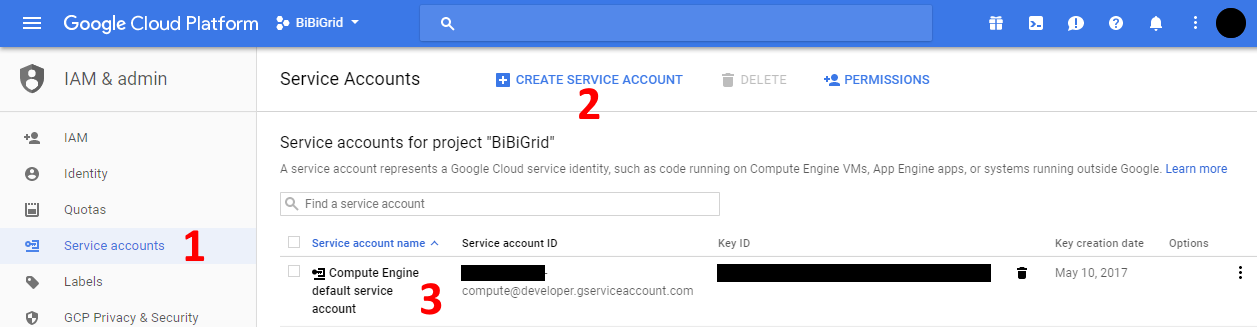 Google Cloud Platform BiBiGrid
IAM & admin
Service Accounts CREATE SERVICE ACCOUNT DELETE PERMISSIONS
2
IAM
Identity
Quotas
Service accounts 1
Labels
GCP Privacy & Security
Service accounts for project "BiBiGrid"
A service account represents a Google Cloud service identity, such as code running on Compute Engine VMs, App Engine apps, or systems running outside Google. Learn more
Find a service account
Service account name Service account ID Key ID Key creation date Options
Compute Engine - May 10, 2017
default service compute@developer.gserviceaccount.com
account
3